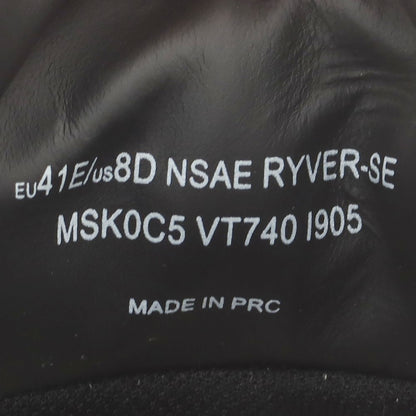 EU41E/US8D NSAE RYVER-SE
MSK0C5 VT740 I905
MADE IN PRC